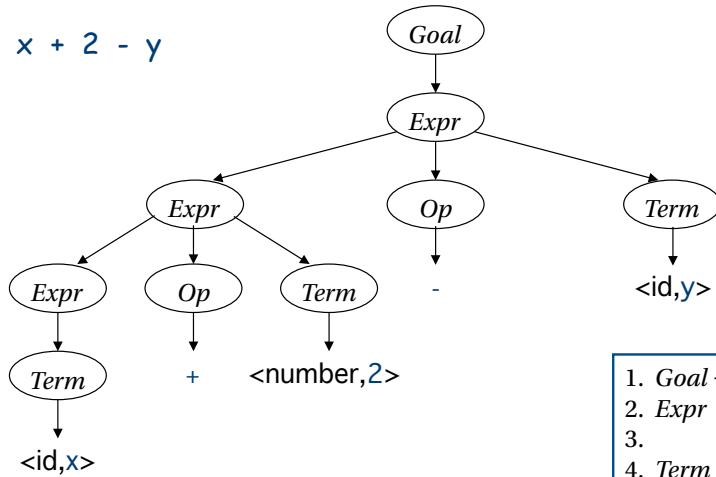 x + 2 - y
Goal
Expr
Expr Op Term
Expr Op Term - <id,y>
Term + <number,2>
<id,x>
1. Goal
2. Expr
3.
4. Term